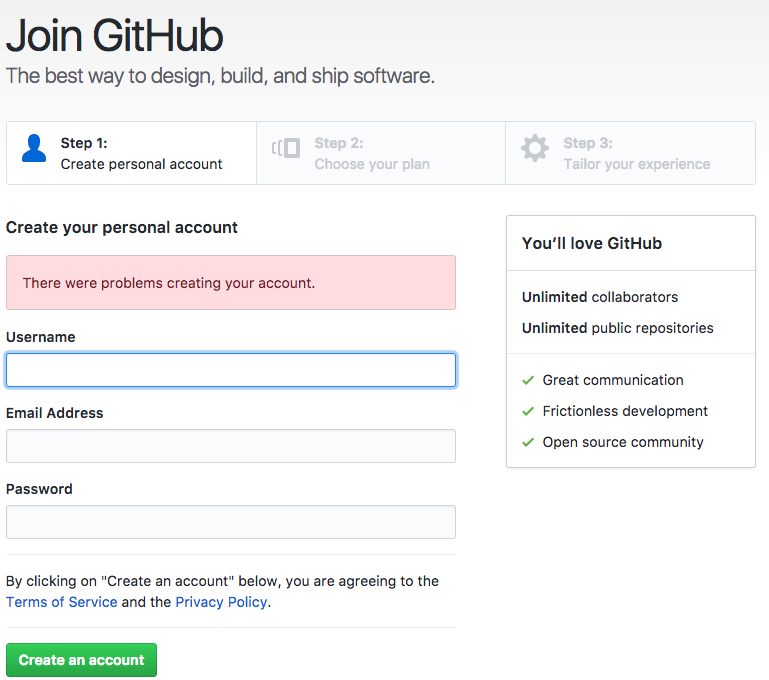 Join GitHub
The best way to design, build, and ship software.
Step 1:
Create personal account
Step 2:
Choose your plan
Step 3:
Tailor your experience
Create your personal account
There were problems creating your account.
Username
Email Address
Password
By clicking on "Create an account" below, you are agreeing to the
Terms of Service and the Privacy Policy.
Create an account
You’ll love GitHub
Unlimited collaborators
Unlimited public repositories
Great communication
Frictionless development
Open source community